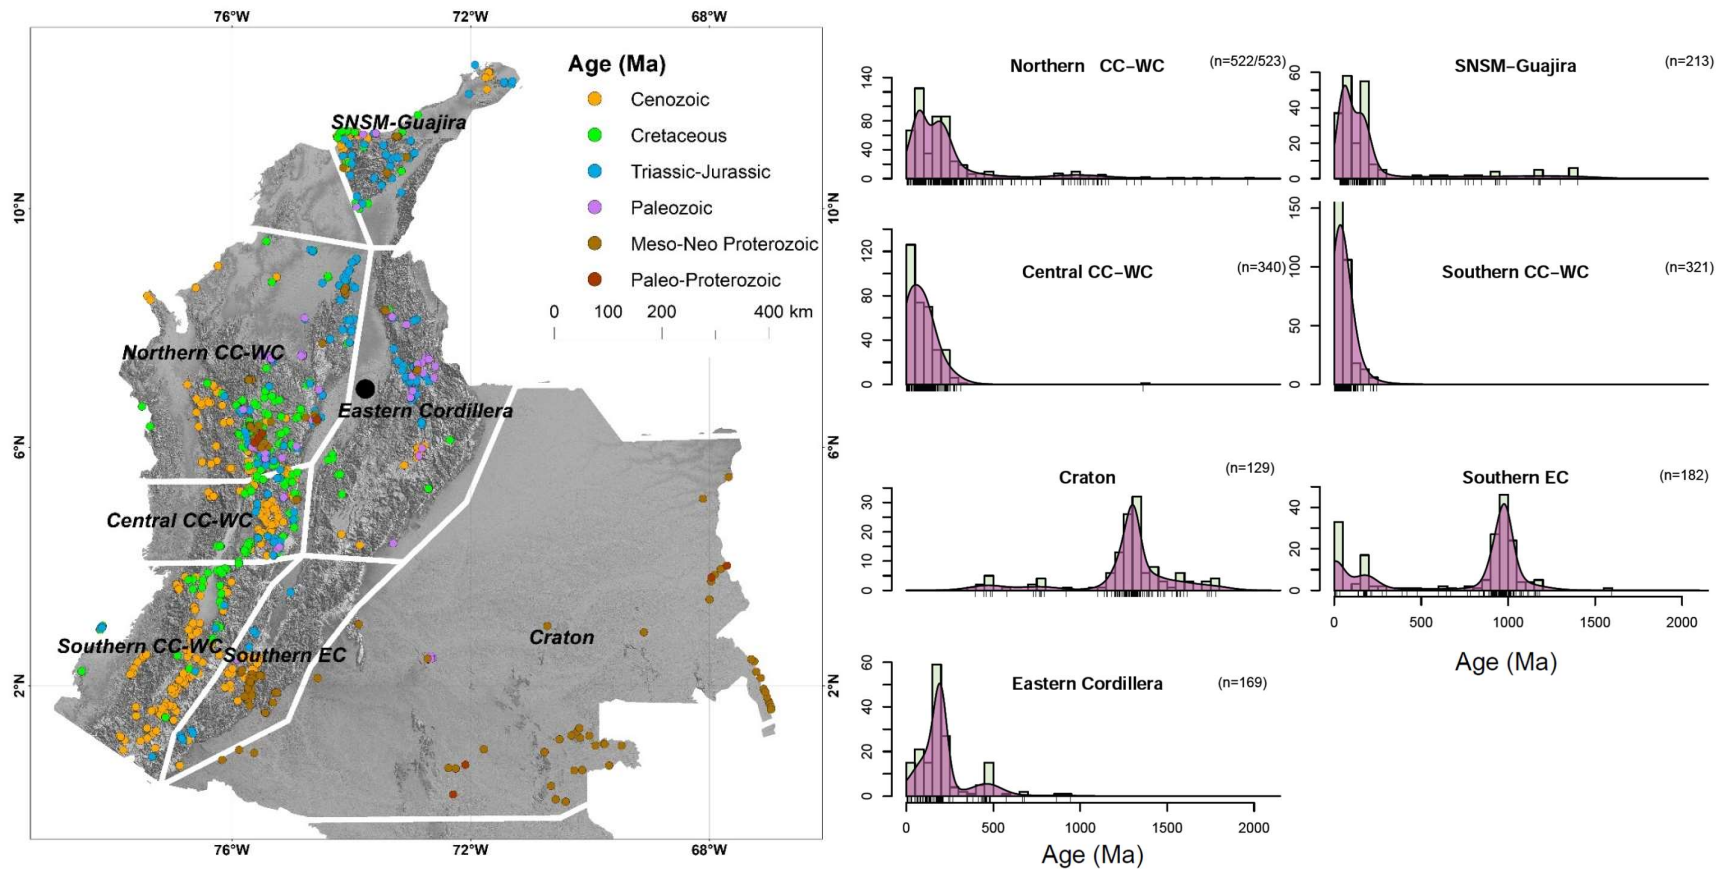 76°W 72°W 68°W
Age (Ma)
Cenozoic
Cretaceous
Triassic-Jurassic
Paleozoic
Meso-Neo Proterozoic
Paleo-Proterozoic
0 100 200 400 km
SNSM-Guajira
10°N 10°N
Northern CC-WC
Eastern Cordillera
6°N 6°N
Central CC-WC
Southern CC-WC
Southern EC
Craton
2°N 2°N
76°W 72°W 68°W
Northern CC-WC (n=522/523)
0 40 80 140
SNSM-Guajira (n=213)
0 20 40 60
Central CC-WC (n=340)
0 40 80 120
Southern CC-WC (n=321)
0 50 100 150
Craton (n=129)
0 10 20 30
Southern EC (n=182)
0 20 40
0 500 1000 1500 2000
Age (Ma)
Eastern Cordillera (n=169)
0 20 40 60
0 500 1000 1500 2000
Age (Ma)